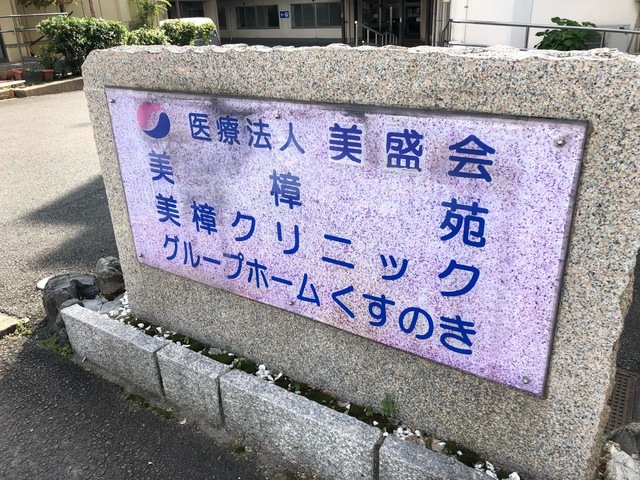 医療法人 美盛会
美樟苑
美樟クリニック
グループホームくすのき